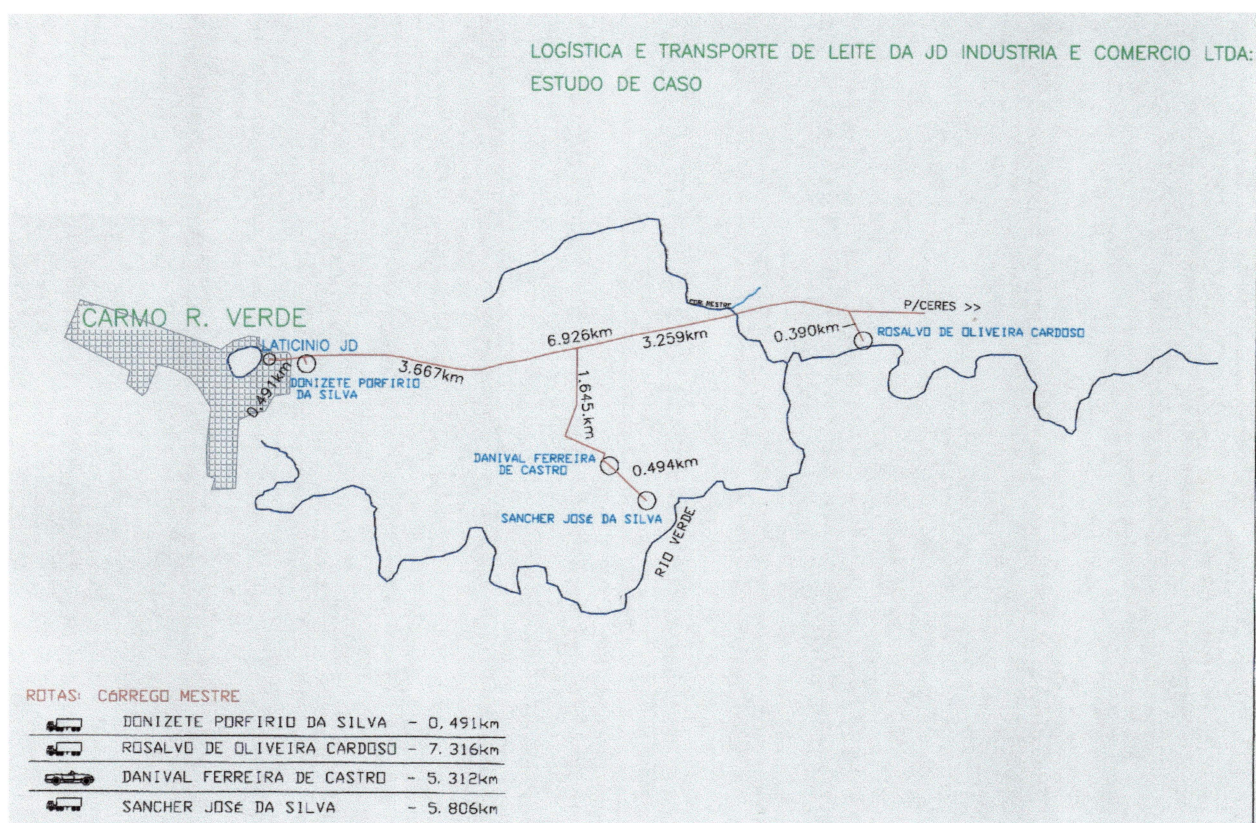 LOGÍSTICA E TRANSPORTE DE LEITE DA JD INDUSTRIA E COMERCIO LTDA:
ESTUDO DE CASO
CÓR. MESTRE
P/CERES >>
CARMO R. VERDE
6.926km
3.259km
0.390km
ROSALVO DE OLIVEIRA CARDOSO
LATICINIO JD
3.667km
DONIZETE PORFIRIO
DA SILVA
0.491km
1.645.km
DANIVAL FERREIRA
DE CASTRO
0.494km
SANCHER JOSÉ DA SILVA
RIO VERDE
ROTAS: CÓRREGO MESTRE
DONIZETE PORFIRIO DA SILVA - 0,491km
ROSALVO DE OLIVEIRA CARDOSO - 7.316km
DANIVAL FERREIRA DE CASTRO - 5.312km
SANCHER JOSÉ DA SILVA - 5.806km